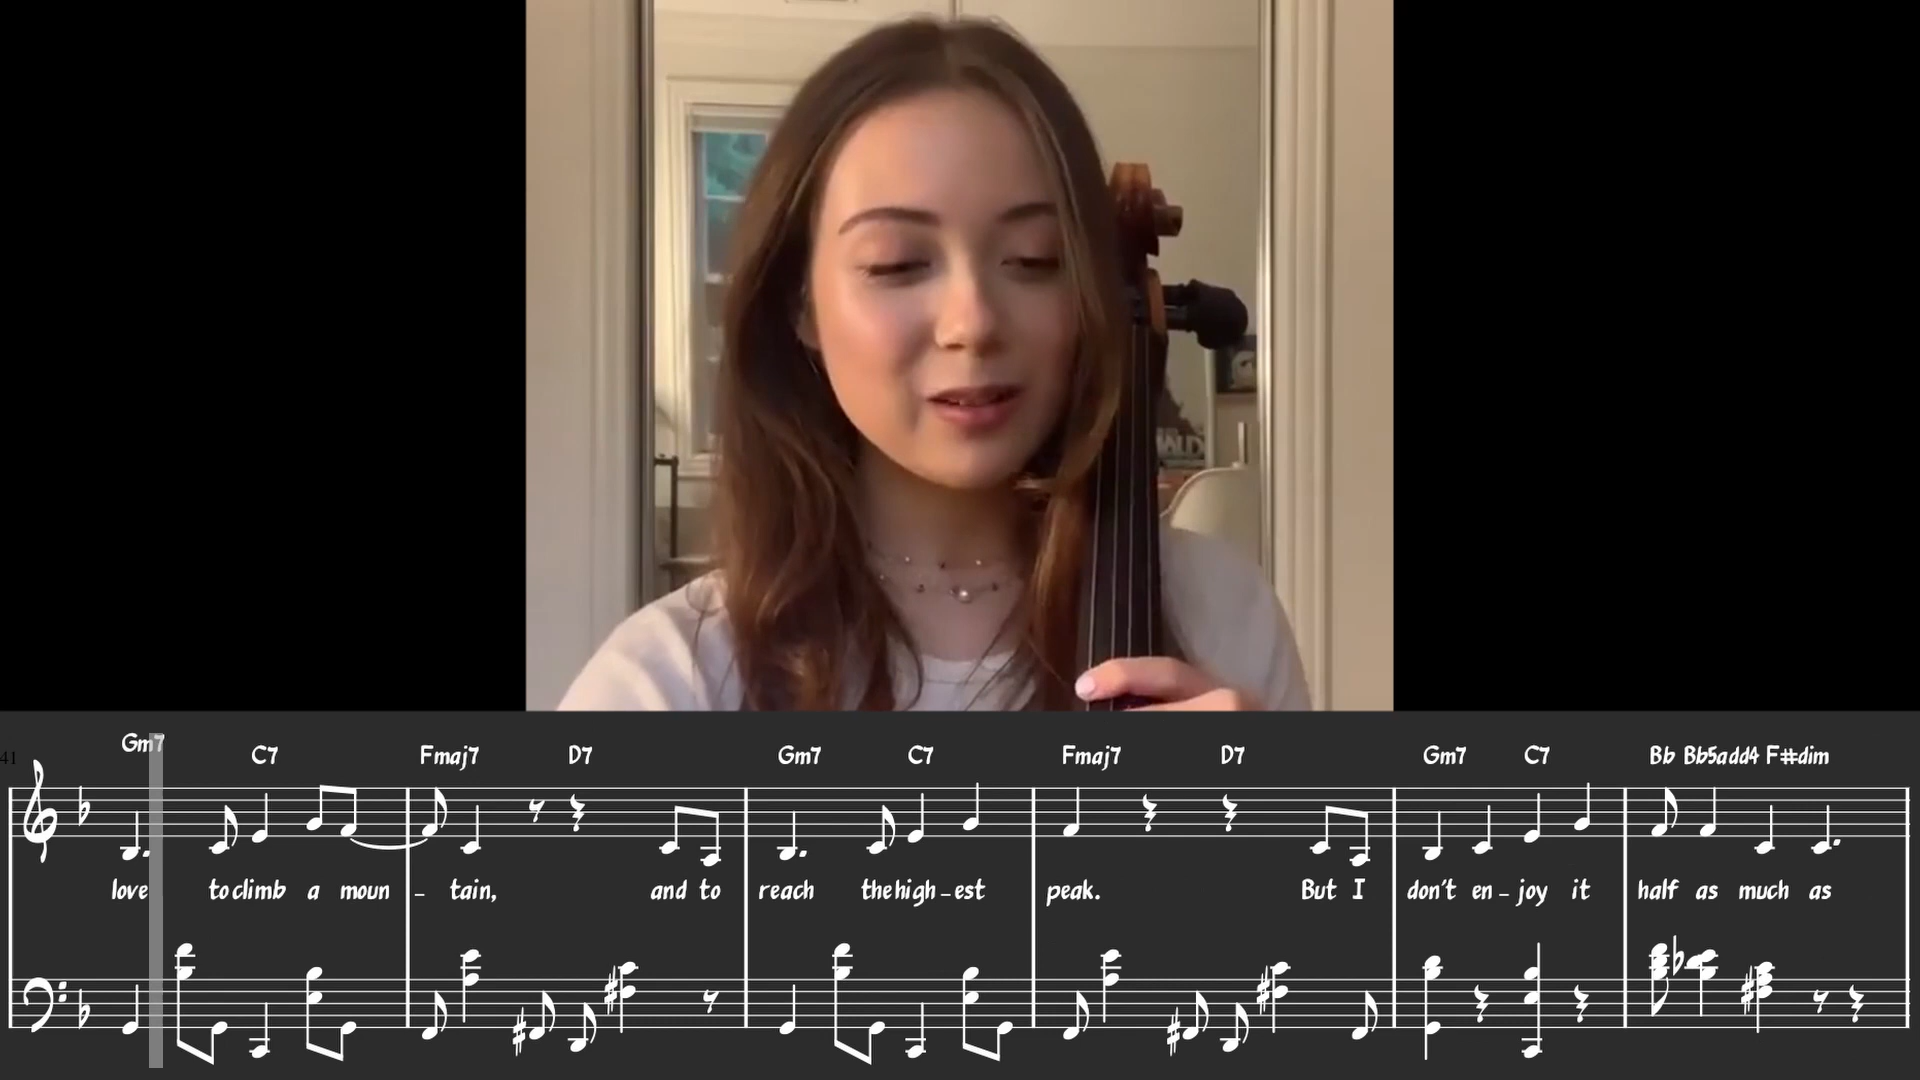 Gm7 C7 Fmaj7 D7 Gm7 C7 Fmaj7 D7 Gm7 C7 Bb Bb5add4 F#dim
41
love to climb a moun - tain, and to reach the high - est peak. But I don't en - joy it half as much as